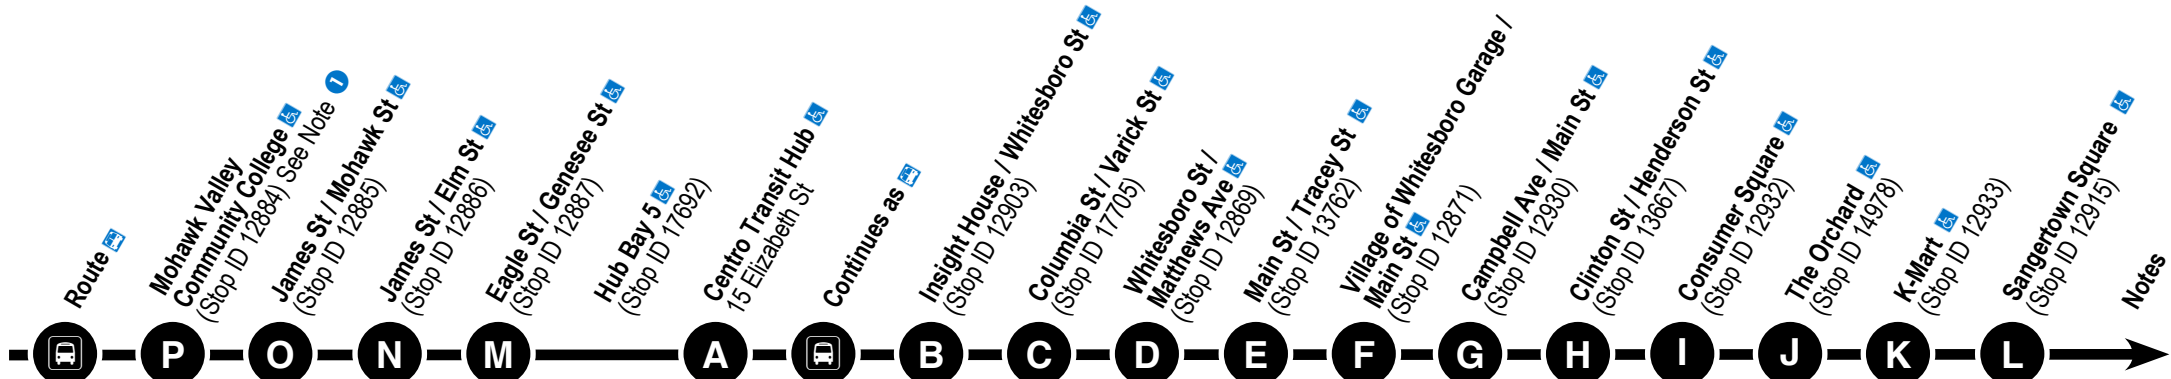 Route
Mohawk Valley
Community College
(Stop ID 12884) See Note 1
James St / Mohawk St
(Stop ID 12885)
James St / Elm St
(Stop ID 12886)
Eagle St / Genesee St
(Stop ID 12887)
Hub Bay 5
(Stop ID 17692)
Centro Transit Hub
15 Elizabeth St
Continues as
Insight House / Whitesboro St
(Stop ID 12903)
Columbia St / Varick St
(Stop ID 17705)
Whitesboro St /
Matthews Ave
(Stop ID 12869)
Main St / Tracey St
(Stop ID 13762)
Village of Whitesboro Garage /
Main St
(Stop ID 12871)
Campbell Ave / Main St
(Stop ID 12930)
Clinton St / Henderson St
(Stop ID 13667)
Consumer Square
(Stop ID 12932)
The Orchard
(Stop ID 14978)
K-Mart
(Stop ID 12933)
Sangertown Square
(Stop ID 12915)
Notes
P O N M A B C D E F G H I J K L